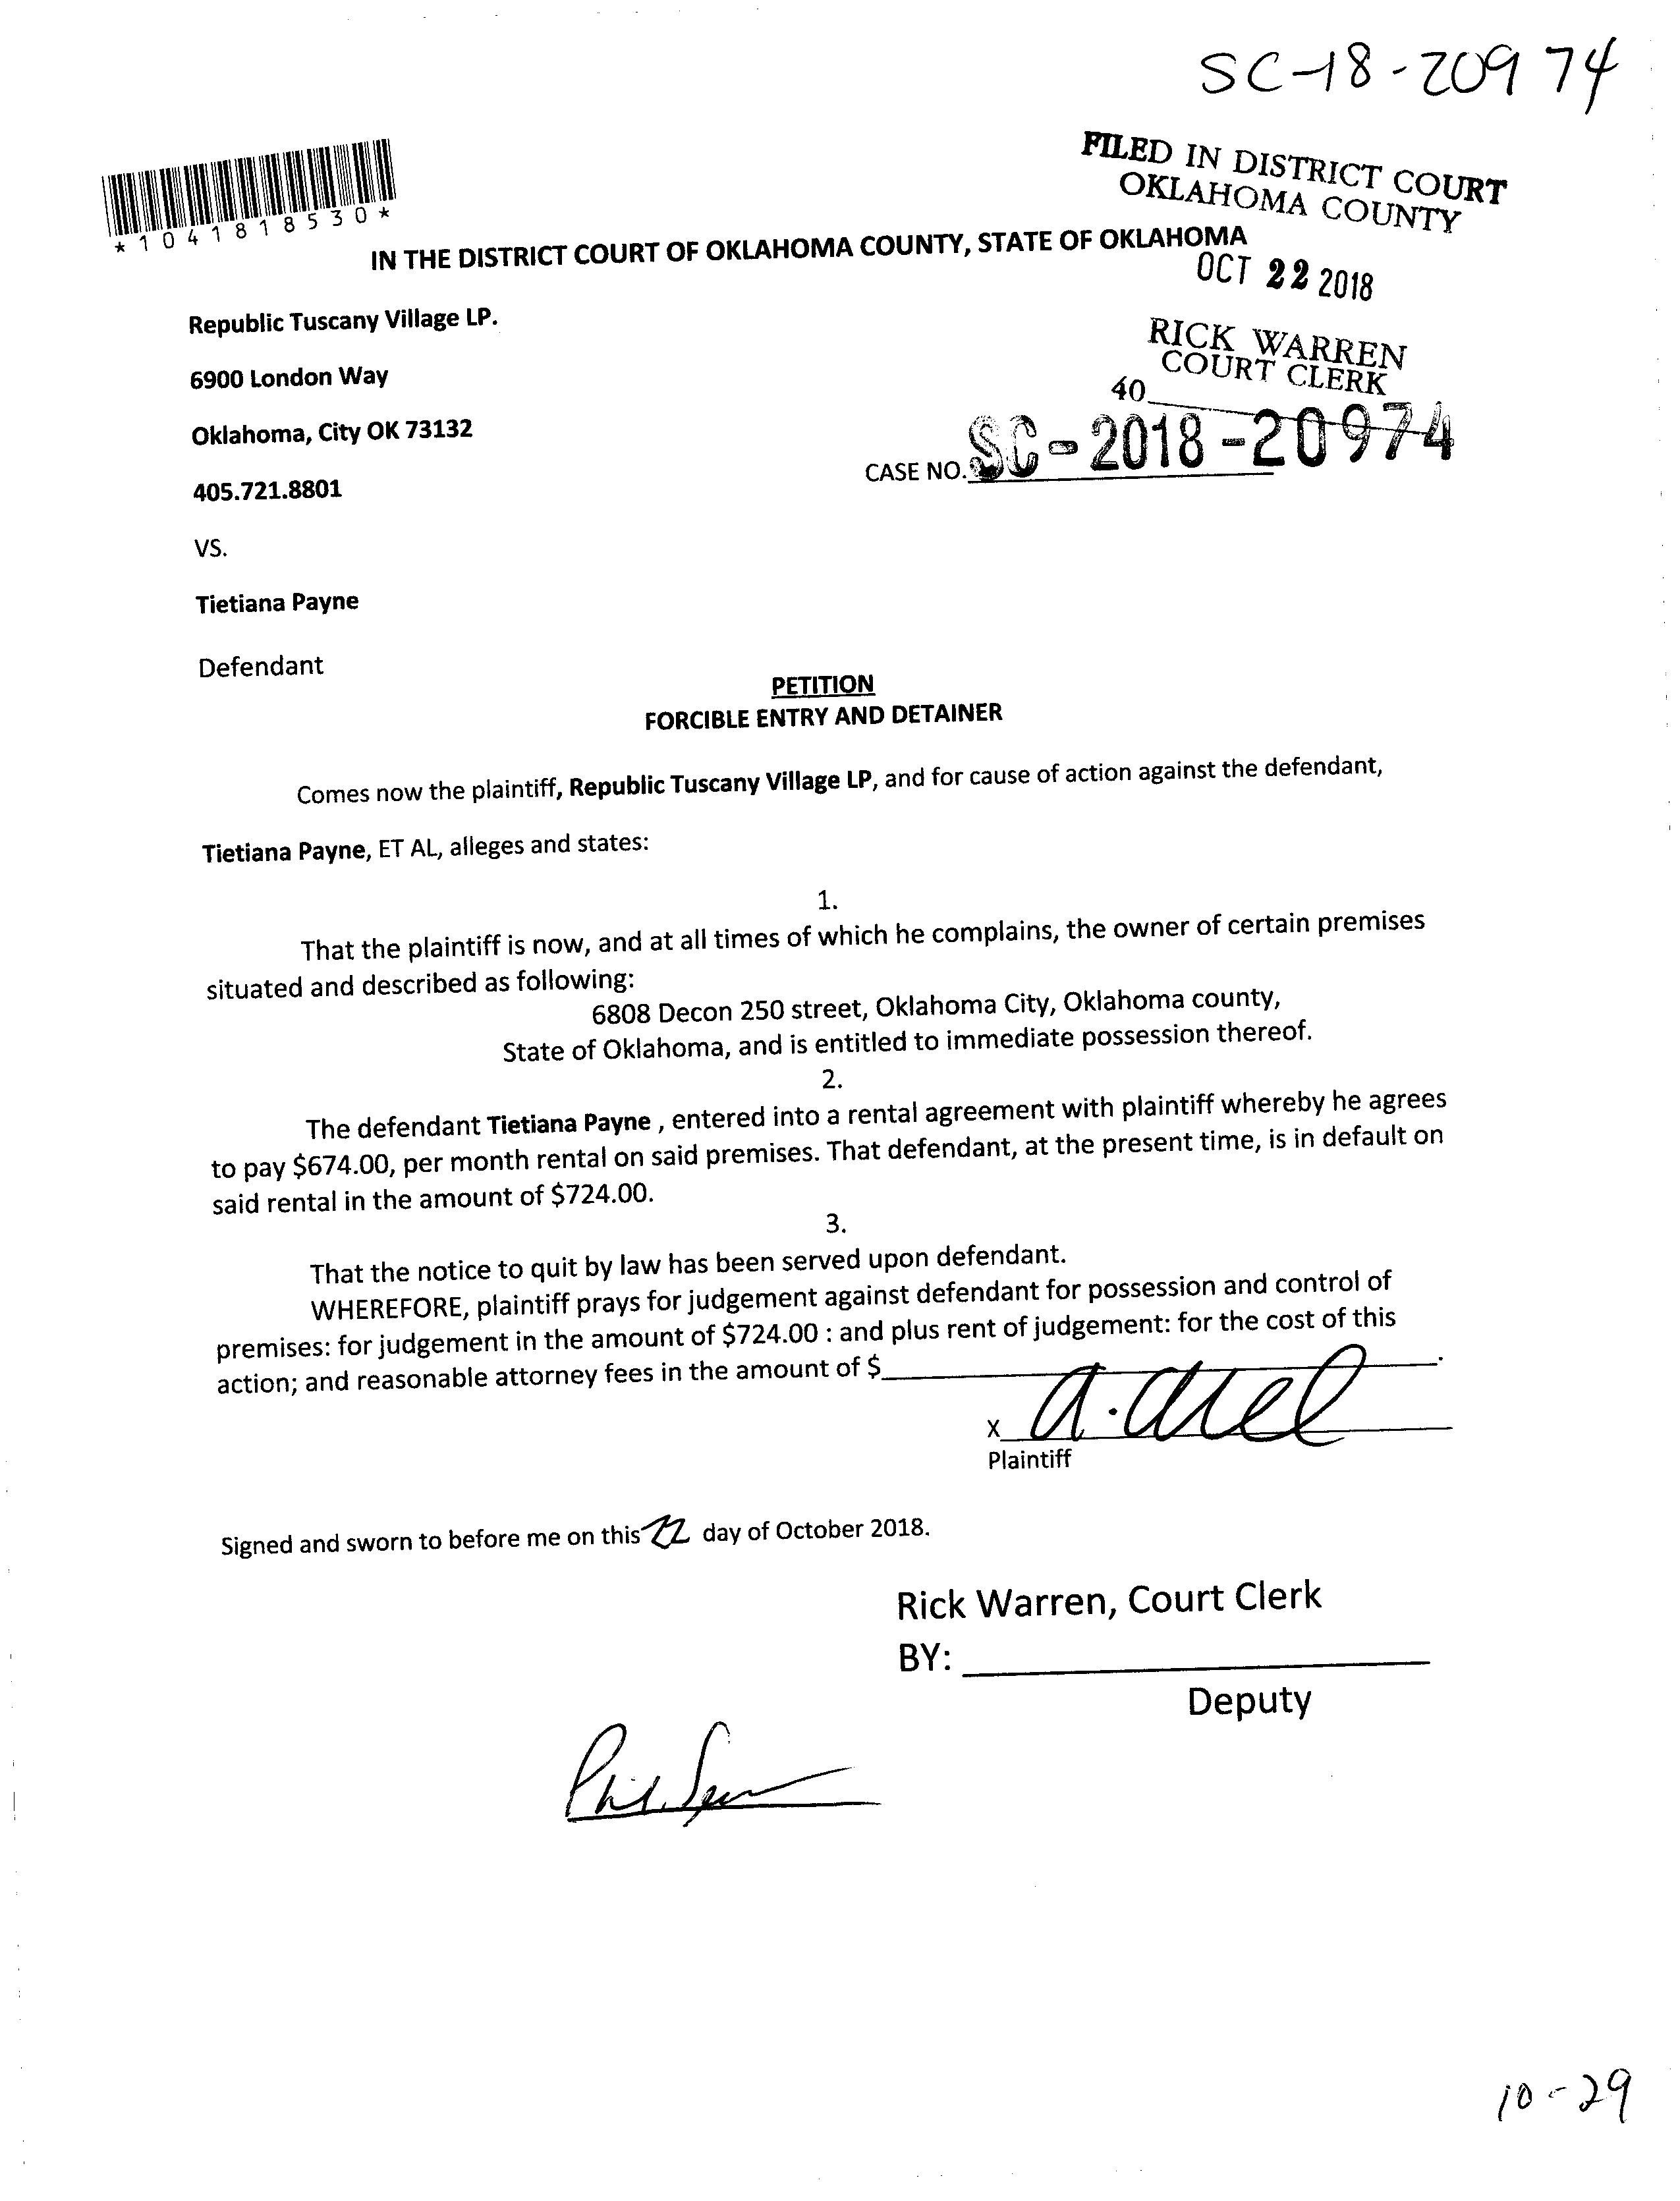 SC-18-20974
FILED IN DISTRICT COURT
OKLAHOMA COUNTY
*1041818530*
IN THE DISTRICT COURT OF OKLAHOMA COUNTY, STATE OF OKLAHOMA
OCT 22 2018
Republic Tuscany Village LP.
RICK WARREN
COURT CLERK
6900 London Way
40
Oklahoma, City OK 73132
CASE NO. SC-2018-20974
405.721.8801
VS.
Tietiana Payne
Defendant
PETITION
FORCIBLE ENTRY AND DETAINER
Comes now the plaintiff, Republic Tuscany Village LP, and for cause of action against the defendant,
Tietiana Payne, ET AL, alleges and states:
1.
That the plaintiff is now, and at all times of which he complains, the owner of certain premises
situated and described as following:
6808 Decon 250 street, Oklahoma City, Oklahoma county,
State of Oklahoma, and is entitled to immediate possession thereof.
2.
The defendant Tietiana Payne , entered into a rental agreement with plaintiff whereby he agrees
to pay $674.00, per month rental on said premises. That defendant, at the present time, is in default on
said rental in the amount of $724.00.
3.
That the notice to quit by law has been served upon defendant.
WHEREFORE, plaintiff prays for judgement against defendant for possession and control of
premises: for judgement in the amount of $724.00 : and plus rent of judgement: for the cost of this
action; and reasonable attorney fees in the amount of $ .
X
Plaintiff
Signed and sworn to before me on this 22 day of October 2018.
Rick Warren, Court Clerk
BY:
Deputy
10-29